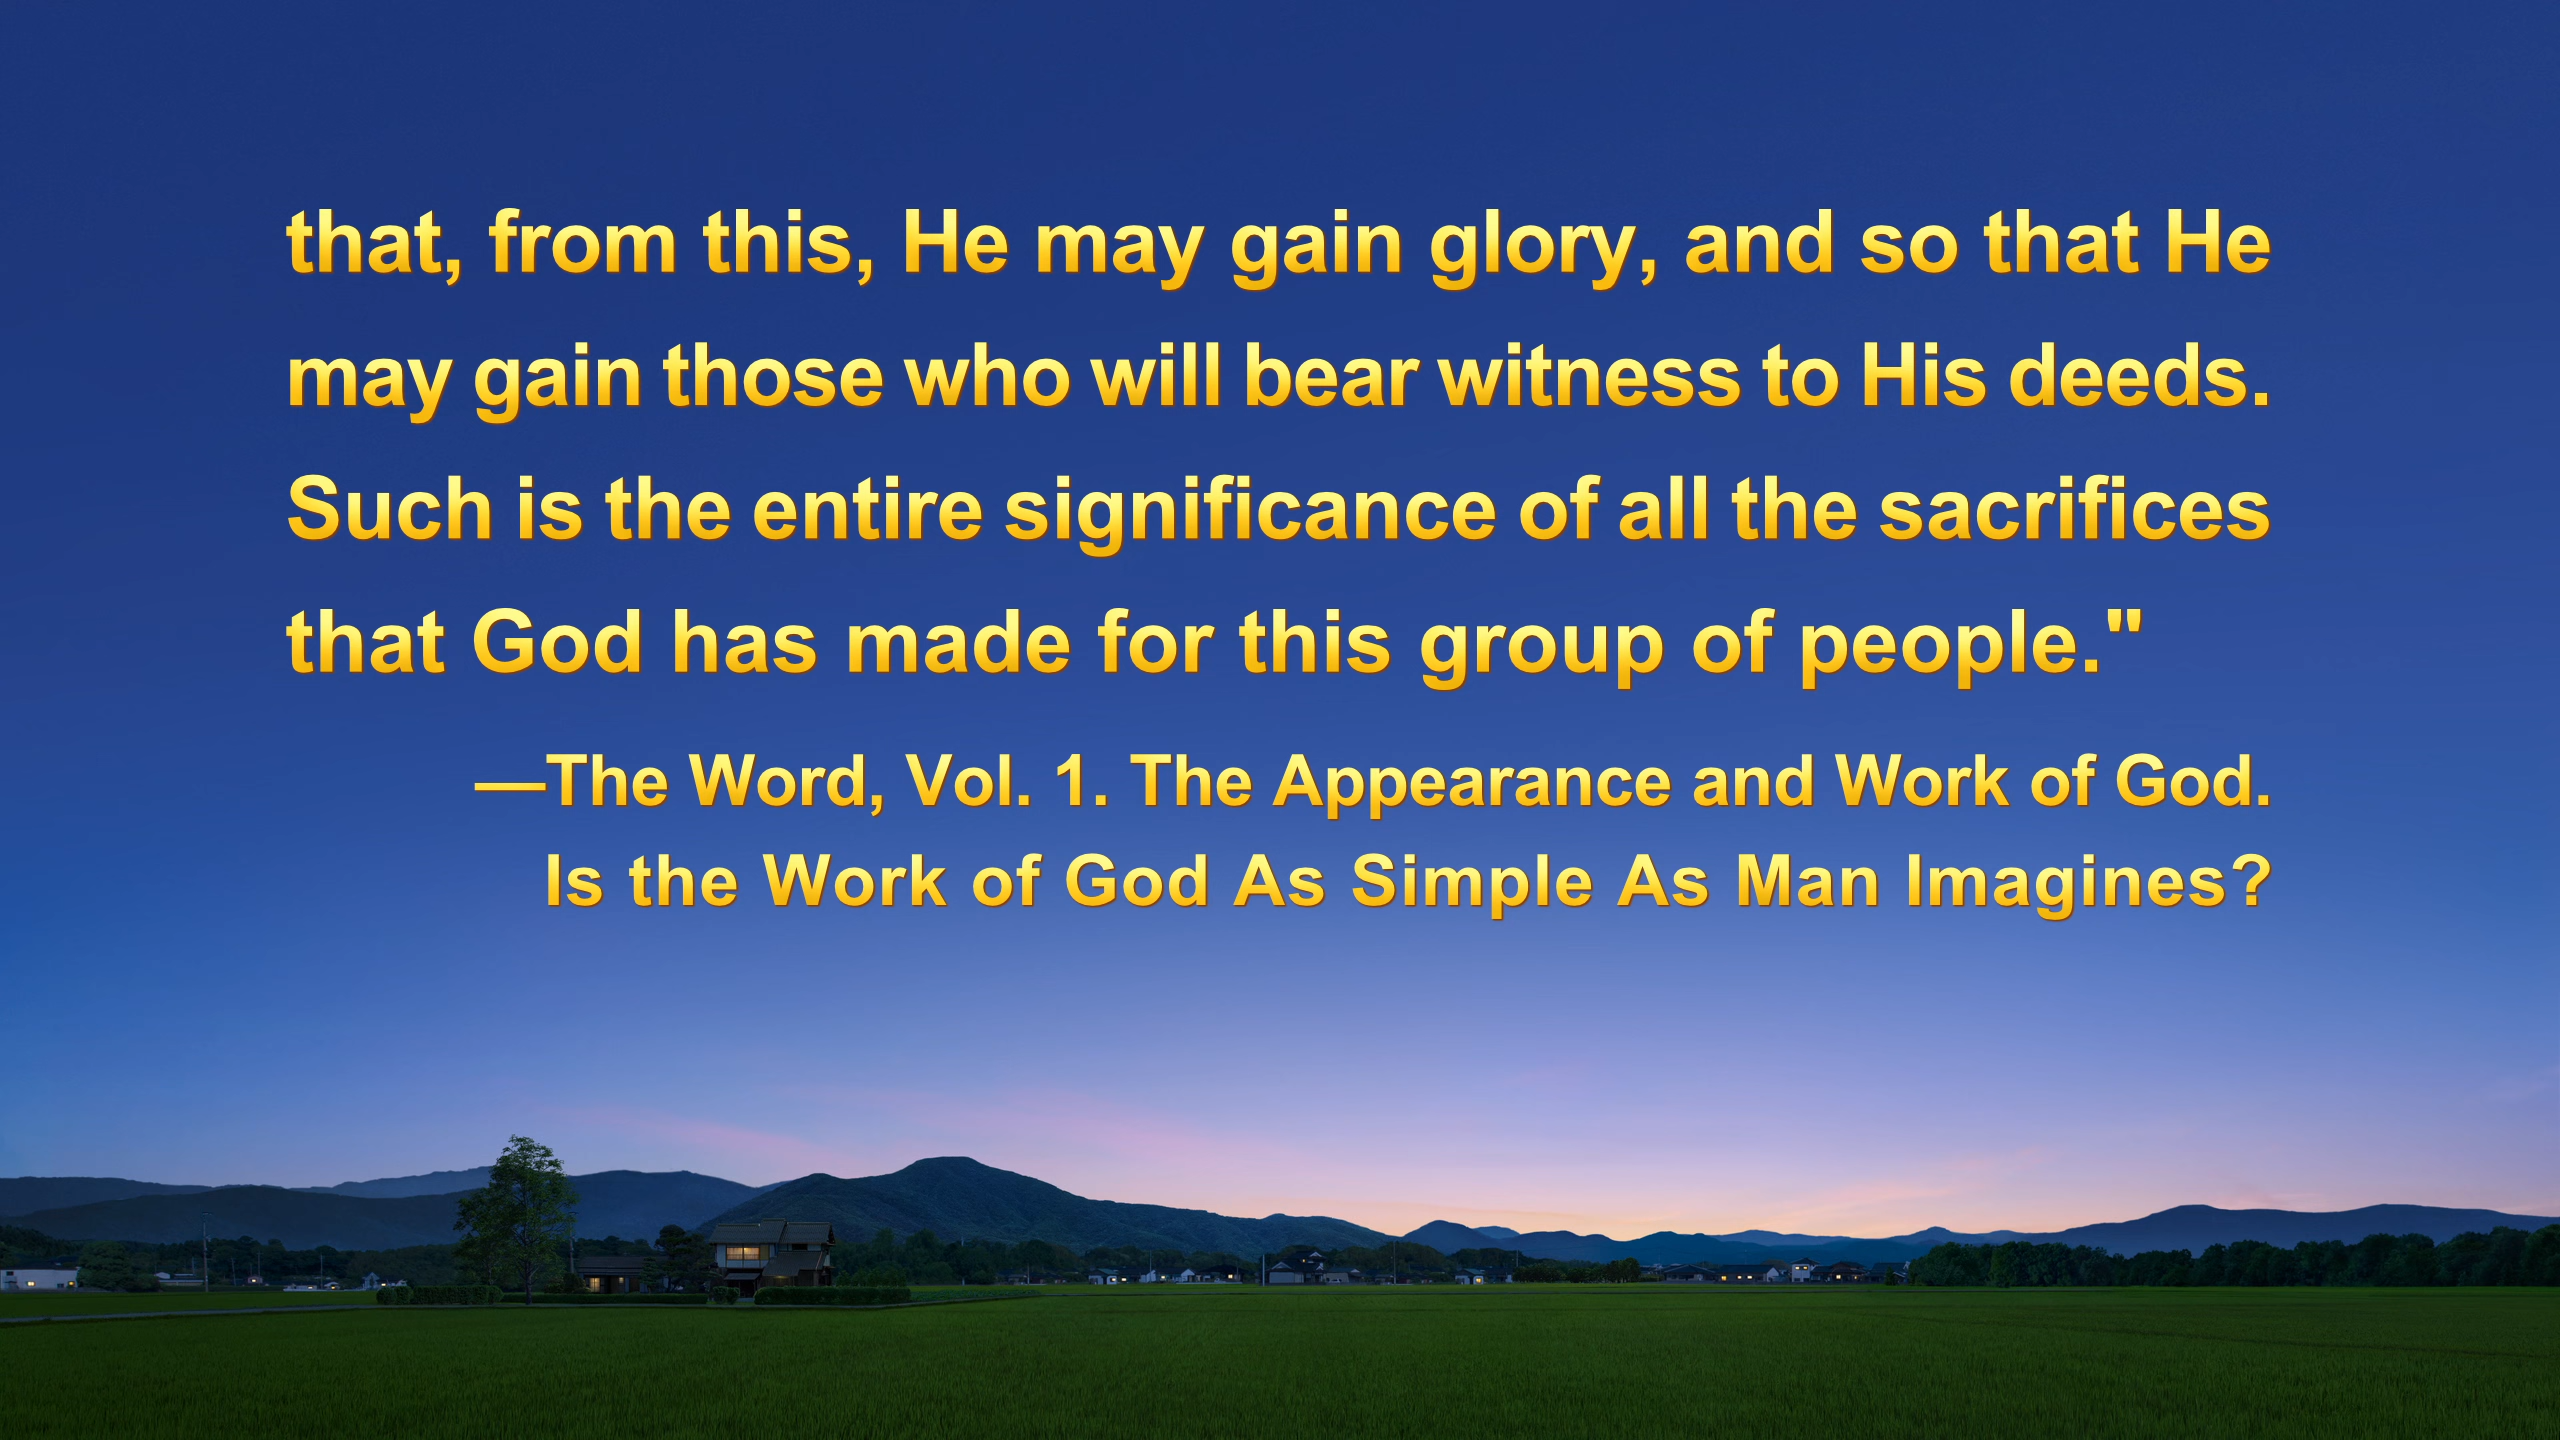 that, from this, He may gain glory, and so that He
may gain those who will bear witness to His deeds.
Such is the entire significance of all the sacrifices
that God has made for this group of people."
—The Word, Vol. 1. The Appearance and Work of God.
Is the Work of God As Simple As Man Imagines?